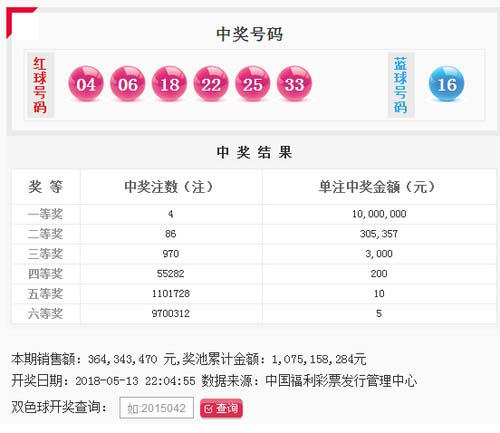 中奖号码
红球号码 04 06 18 22 25 33 蓝球号码 16
中 奖 结 果
奖 等 中奖注数（注） 单注中奖金额（元）
一等奖 4 10,000,000
二等奖 86 305,357
三等奖 970 3,000
四等奖 55282 200
五等奖 1101728 10
六等奖 9700312 5
本期销售额：364,343,470 元,奖池累计金额：1,075,158,284元
开奖日期：2018-05-13 22:04:55 数据来源：中国福利彩票发行管理中心
双色球开奖查询： 如:2015042 查询